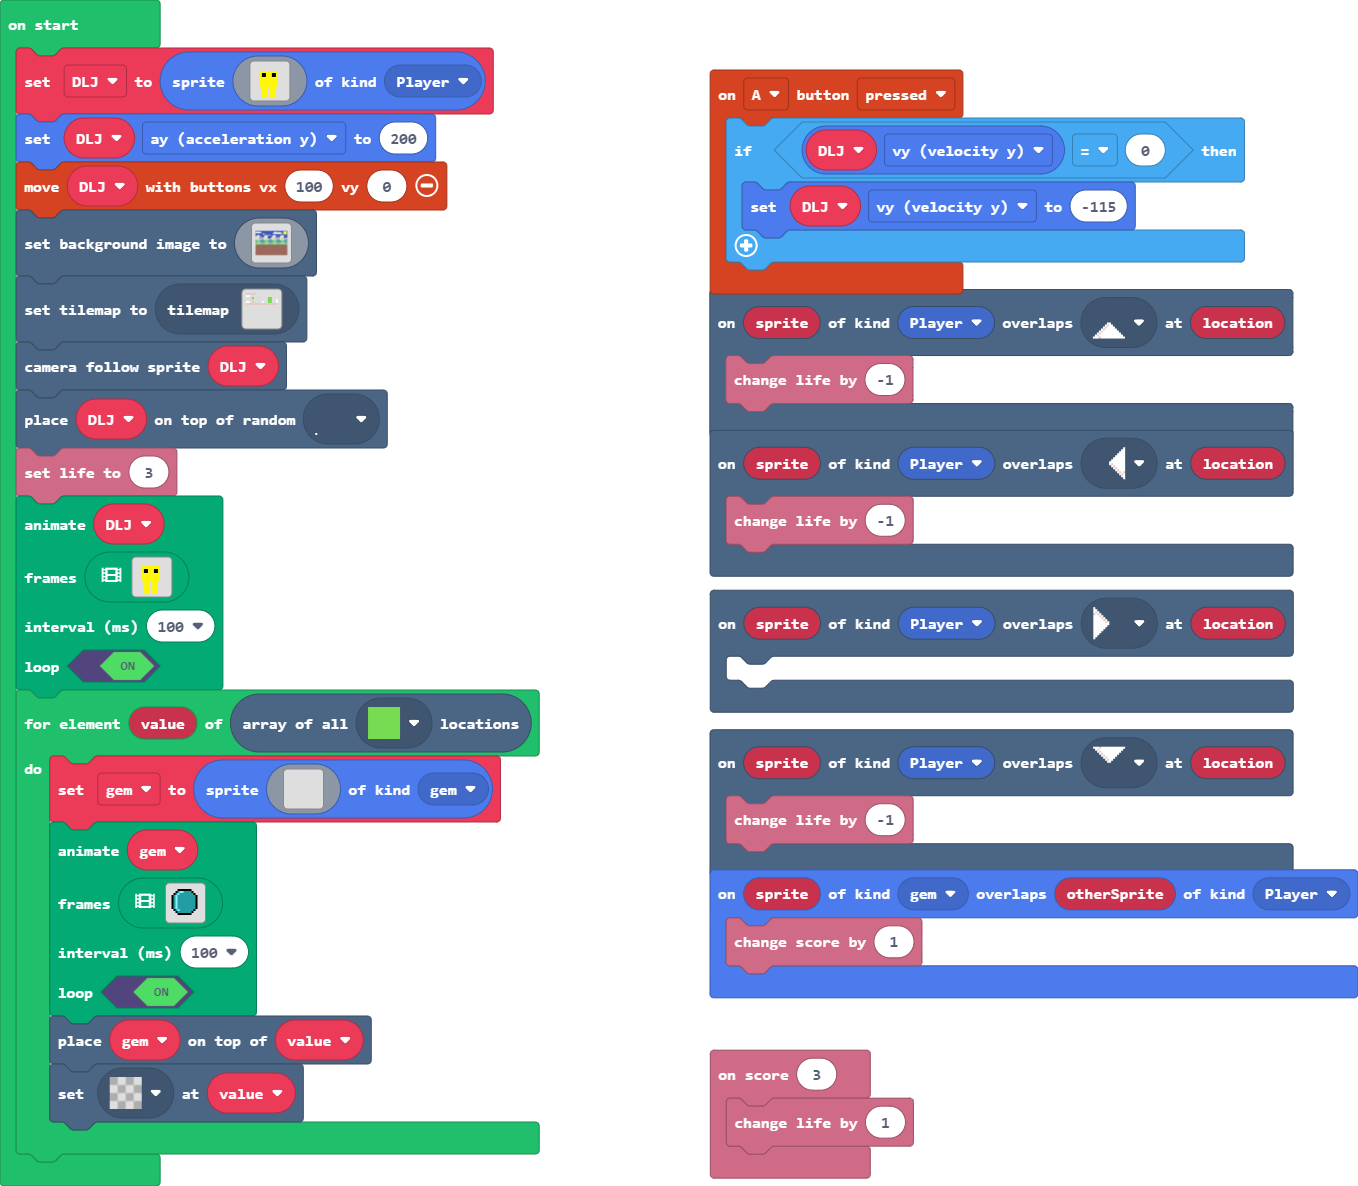 on start
set DLJ to sprite of kind Player
set DLJ ay (acceleration y) to 200
move DLJ with buttons vx 100 vy 0
set background image to
set tilemap to tilemap
camera follow sprite DLJ
place DLJ on top of random
set life to 3
animate DLJ
frames
interval (ms) 100
loop ON
for element value of array of all locations
do
set gem to sprite of kind gem
animate gem
frames
interval (ms) 100
loop ON
place gem on top of value
set at value
on A button pressed
if DLJ vy (velocity y) = 0 then
set DLJ vy (velocity y) to -115
on sprite of kind Player overlaps at location
change life by -1
on sprite of kind Player overlaps at location
change life by -1
on sprite of kind Player overlaps at location
on sprite of kind Player overlaps at location
change life by -1
on sprite of kind gem overlaps otherSprite of kind Player
change score by 1
on score 3
change life by 1